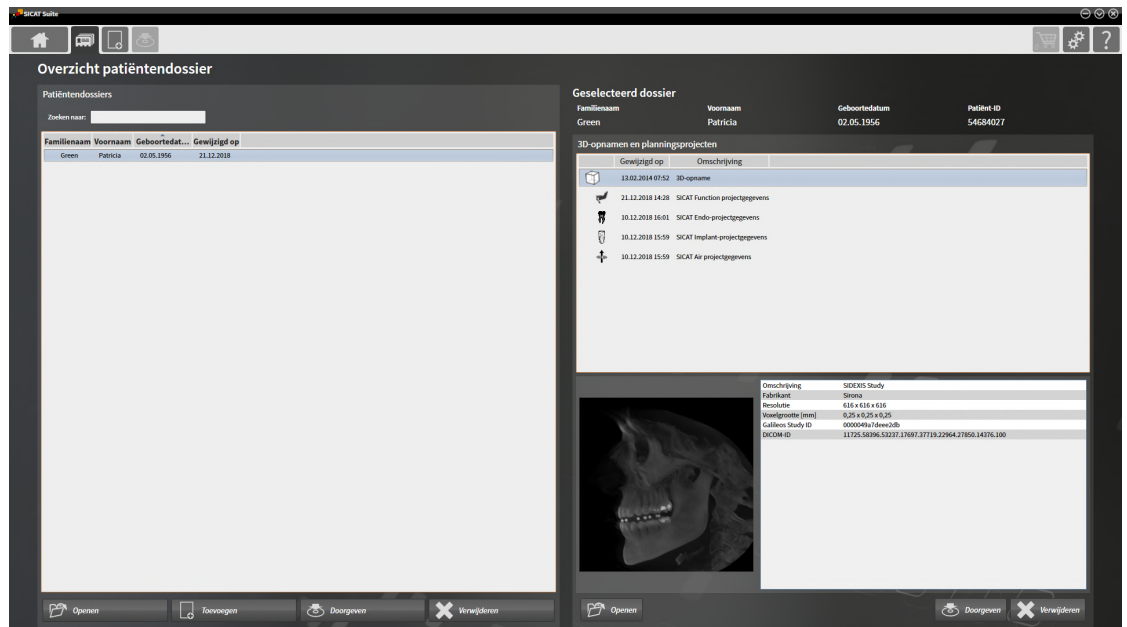 SICAT Suite
?
Overzicht patiëntendossier
Patiëntendossiers
Zoeken naar:
Familienaam Voornaam Geboortedat... Gewijzigd op
Green Patricia 02.05.1956 21.12.2018
Openen
Toevoegen
Doorgeven
Verwijderen
Geselecteerd dossier
Familienaam Voornaam Geboortedatum Patiënt-ID
Green Patricia 02.05.1956 54684027
3D-opnamen en planningsprojecten
Gewijzigd op Omschrijving
13.02.2014 07:52 3D-opname
21.12.2018 14:28 SICAT Function projectgegevens
10.12.2018 16:01 SICAT Endo-projectgegevens
10.12.2018 15:59 SICAT Implant-projectgegevens
10.12.2018 15:59 SICAT Air projectgegevens
Omschrijving SIDEXIS Study
Fabrikant Sirona
Resolutie 616 x 616 x 616
Voxelgrootte [mm] 0,25 x 0,25 x 0,25
Galileos Study ID 0000049a7deee2db
DICOM-ID 11725.58396.53237.17697.37719.22964.27850.14376.100
Openen
Doorgeven
Verwijderen